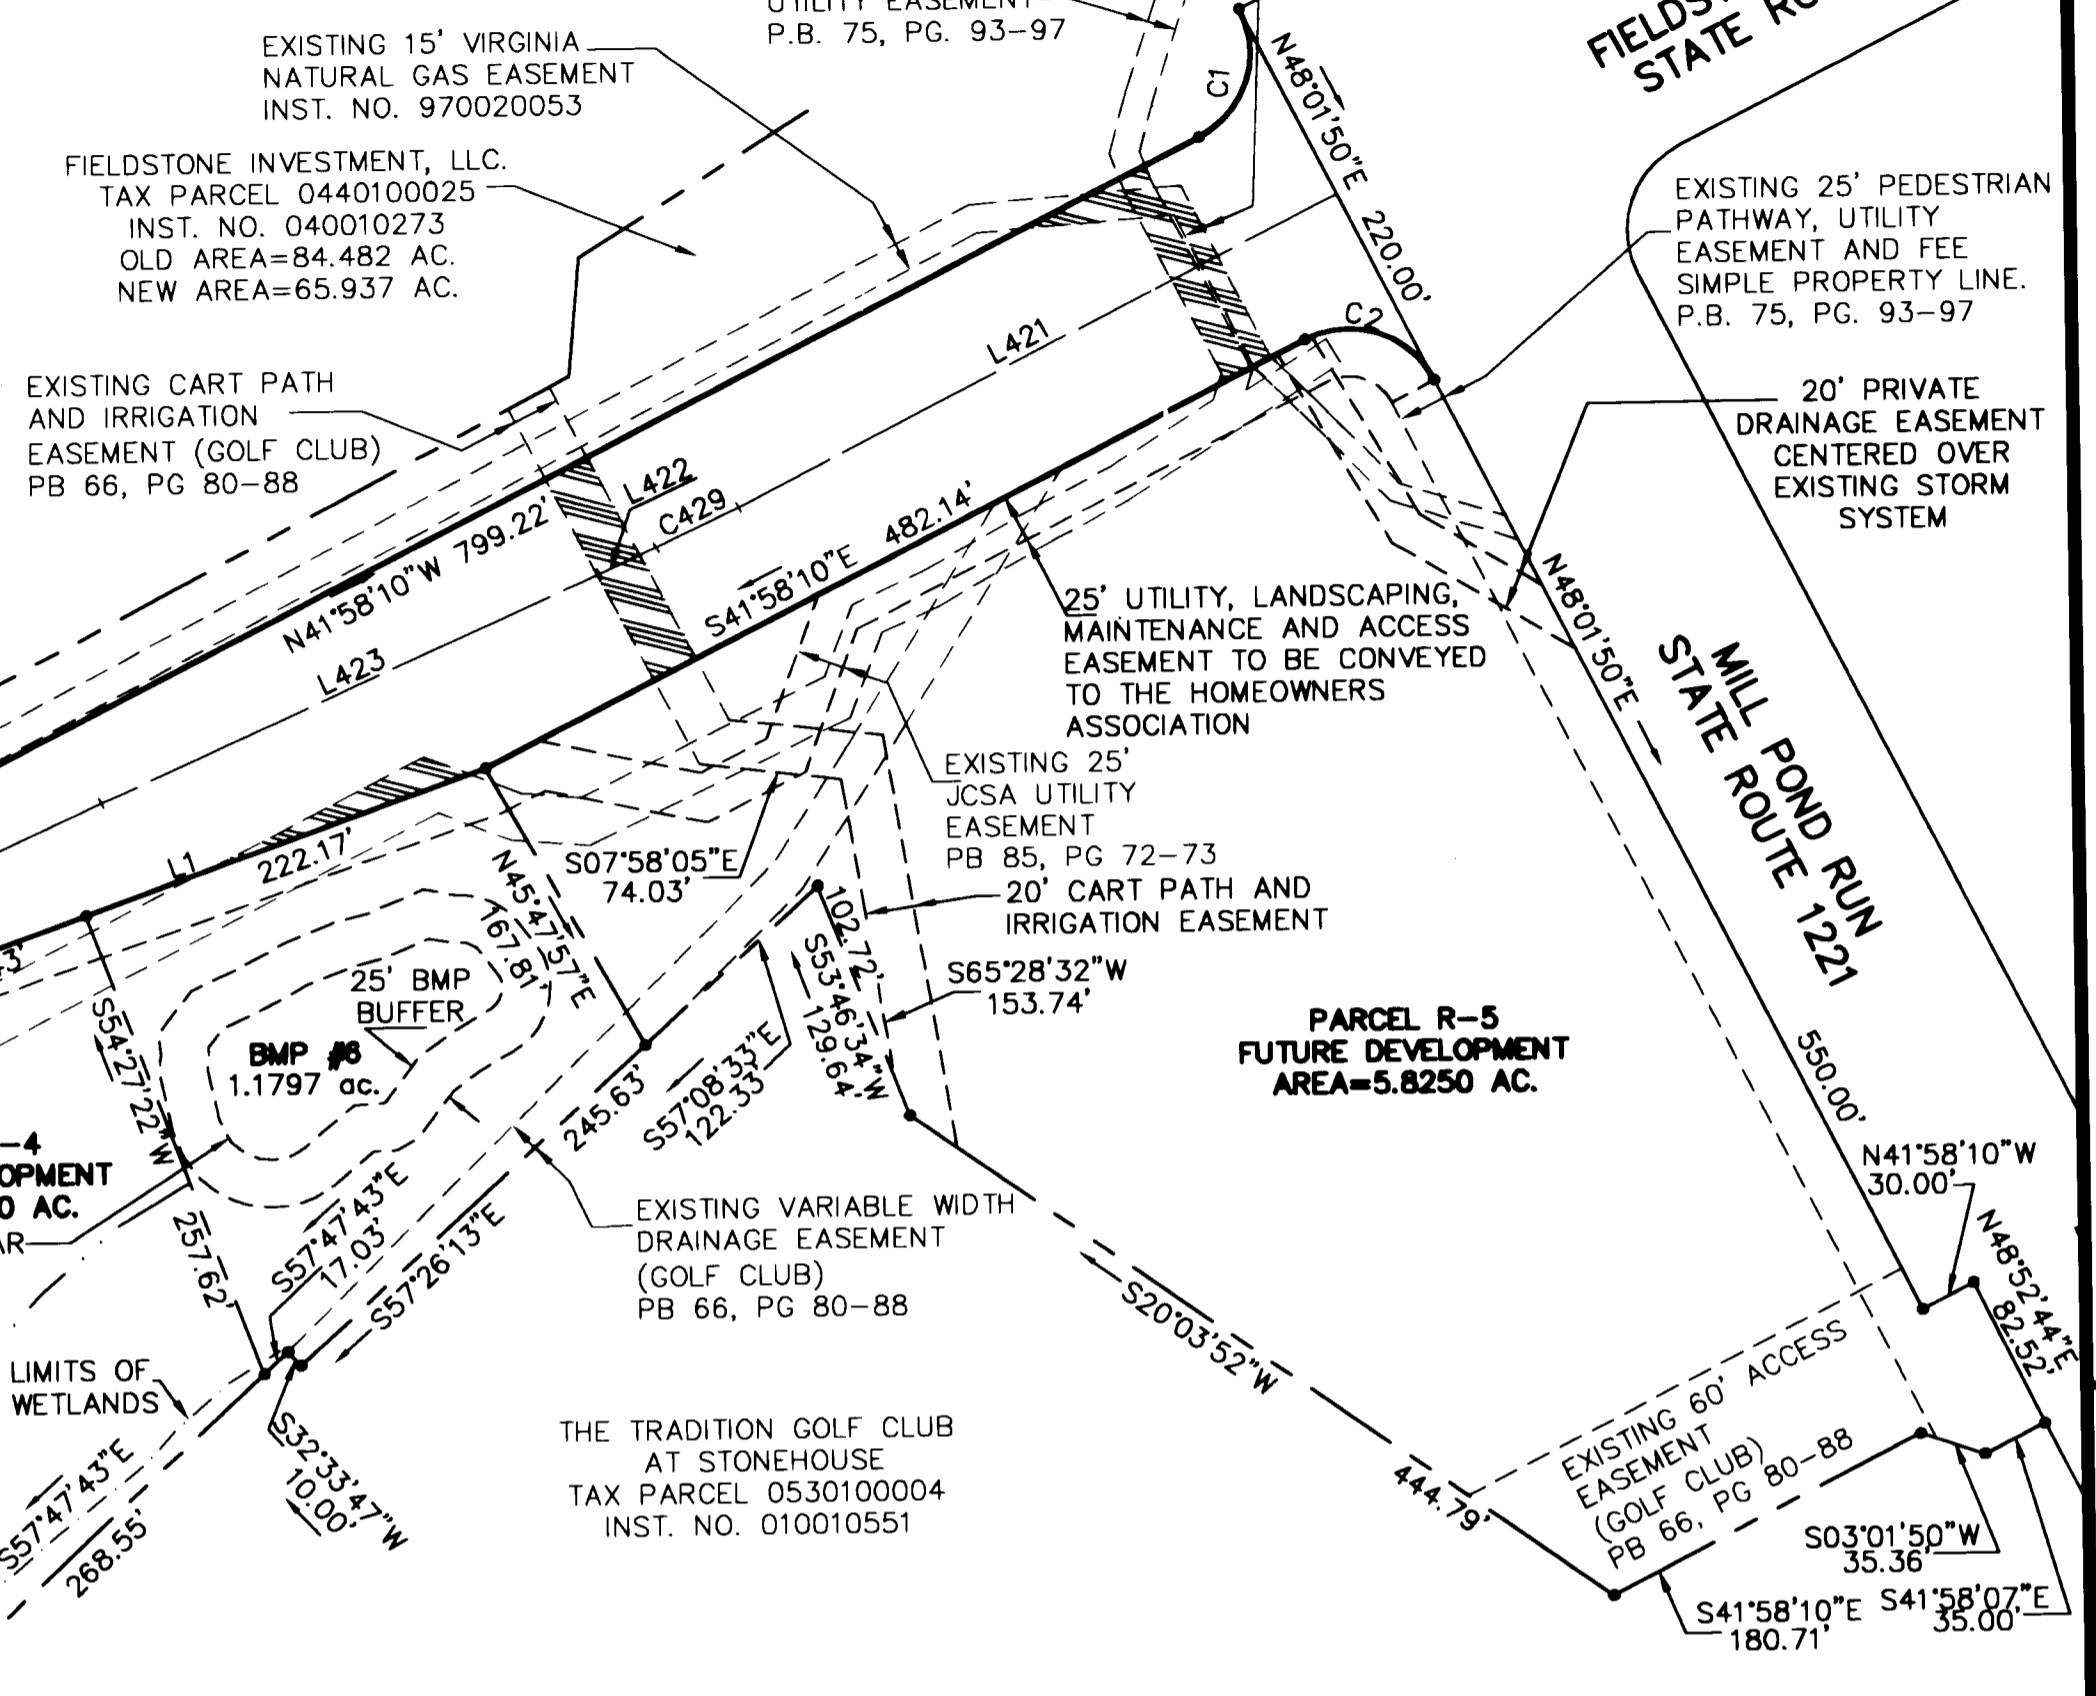 UTILITY EASEMENT
P.B. 75, PG. 93-97
EXISTING 15' VIRGINIA
NATURAL GAS EASEMENT
INST. NO. 970020053
FIELDSTONE INVESTMENT, LLC.
TAX PARCEL 0440100025
INST. NO. 040010273
OLD AREA=84.482 AC.
NEW AREA=65.937 AC.
EXISTING CART PATH
AND IRRIGATION
EASEMENT (GOLF CLUB)
PB 66, PG 80-88
C1
N48°01'50"E 220.00'
STATE
EXISTING 25' PEDESTRIAN
PATHWAY, UTILITY
EASEMENT AND FEE
SIMPLE PROPERTY LINE.
P.B. 75, PG. 93-97
C2
L421
20' PRIVATE
DRAINAGE EASEMENT
CENTERED OVER
EXISTING STORM
SYSTEM
L422
C429
N41°58'10"W 799.22'
L423
S41°58'10"E 482.14'
25' UTILITY, LANDSCAPING,
MAINTENANCE AND ACCESS
EASEMENT TO BE CONVEYED
TO THE HOMEOWNERS
ASSOCIATION
N48°01'50"E
550.00'
MILL POND RUN
STATE ROUTE 1221
EXISTING 25'
JCSA UTILITY
EASEMENT
PB 85, PG 72-73
20' CART PATH AND
IRRIGATION EASEMENT
L1
222.17'
S07°58'05"E
74.03'
N45°47'57"E
167.81'
102.72'
S53°46'34"W
129.64'
S65°28'32"W
153.74'
25' BMP
BUFFER
BMP #6
1.1797 ac.
S54°27'22"W
257.62'
S57°08'33"E
122.33'
245.63'
PARCEL R-5
FUTURE DEVELOPMENT
AREA=5.8250 AC.
-4
OPMENT
0 AC.
S57°47'43"E
17.03'
S57°26'13"E
EXISTING VARIABLE WIDTH
DRAINAGE EASEMENT
(GOLF CLUB)
PB 66, PG 80-88
N41°58'10"W
30.00'
N48°52'44"E
82.52'
S20°03'52"W
444.79'
LIMITS OF
WETLANDS
S32°33'47"W
10.00'
S57°47'43"E
268.55'
THE TRADITION GOLF CLUB
AT STONEHOUSE
TAX PARCEL 0530100004
INST. NO. 010010551
EXISTING 60' ACCESS
EASEMENT
(GOLF CLUB)
PB 66, PG 80-88
S03°01'50"W
35.36'
S41°58'10"E
180.71'
S41°58'07"E
35.00'